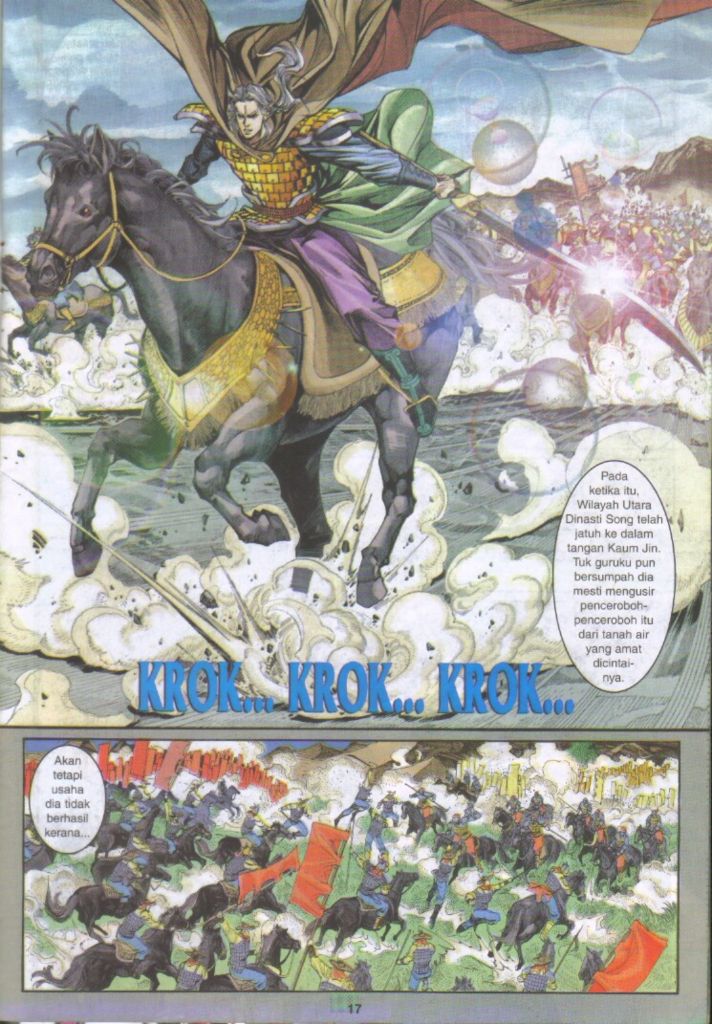 Pada
ketika itu,
Wilayah Utara
Dinasti Song telah
jatuh ke dalam
tangan Kaum Jin.
Tuk guruku pun
bersumpah dia
mesti mengusir
penceroboh-
penceroboh itu
dari tanah air
yang amat
dicintai-
nya.
KROK... KROK... KROK...
Akan
tetapi
usaha
dia tidak
berhasil
kerana...
17